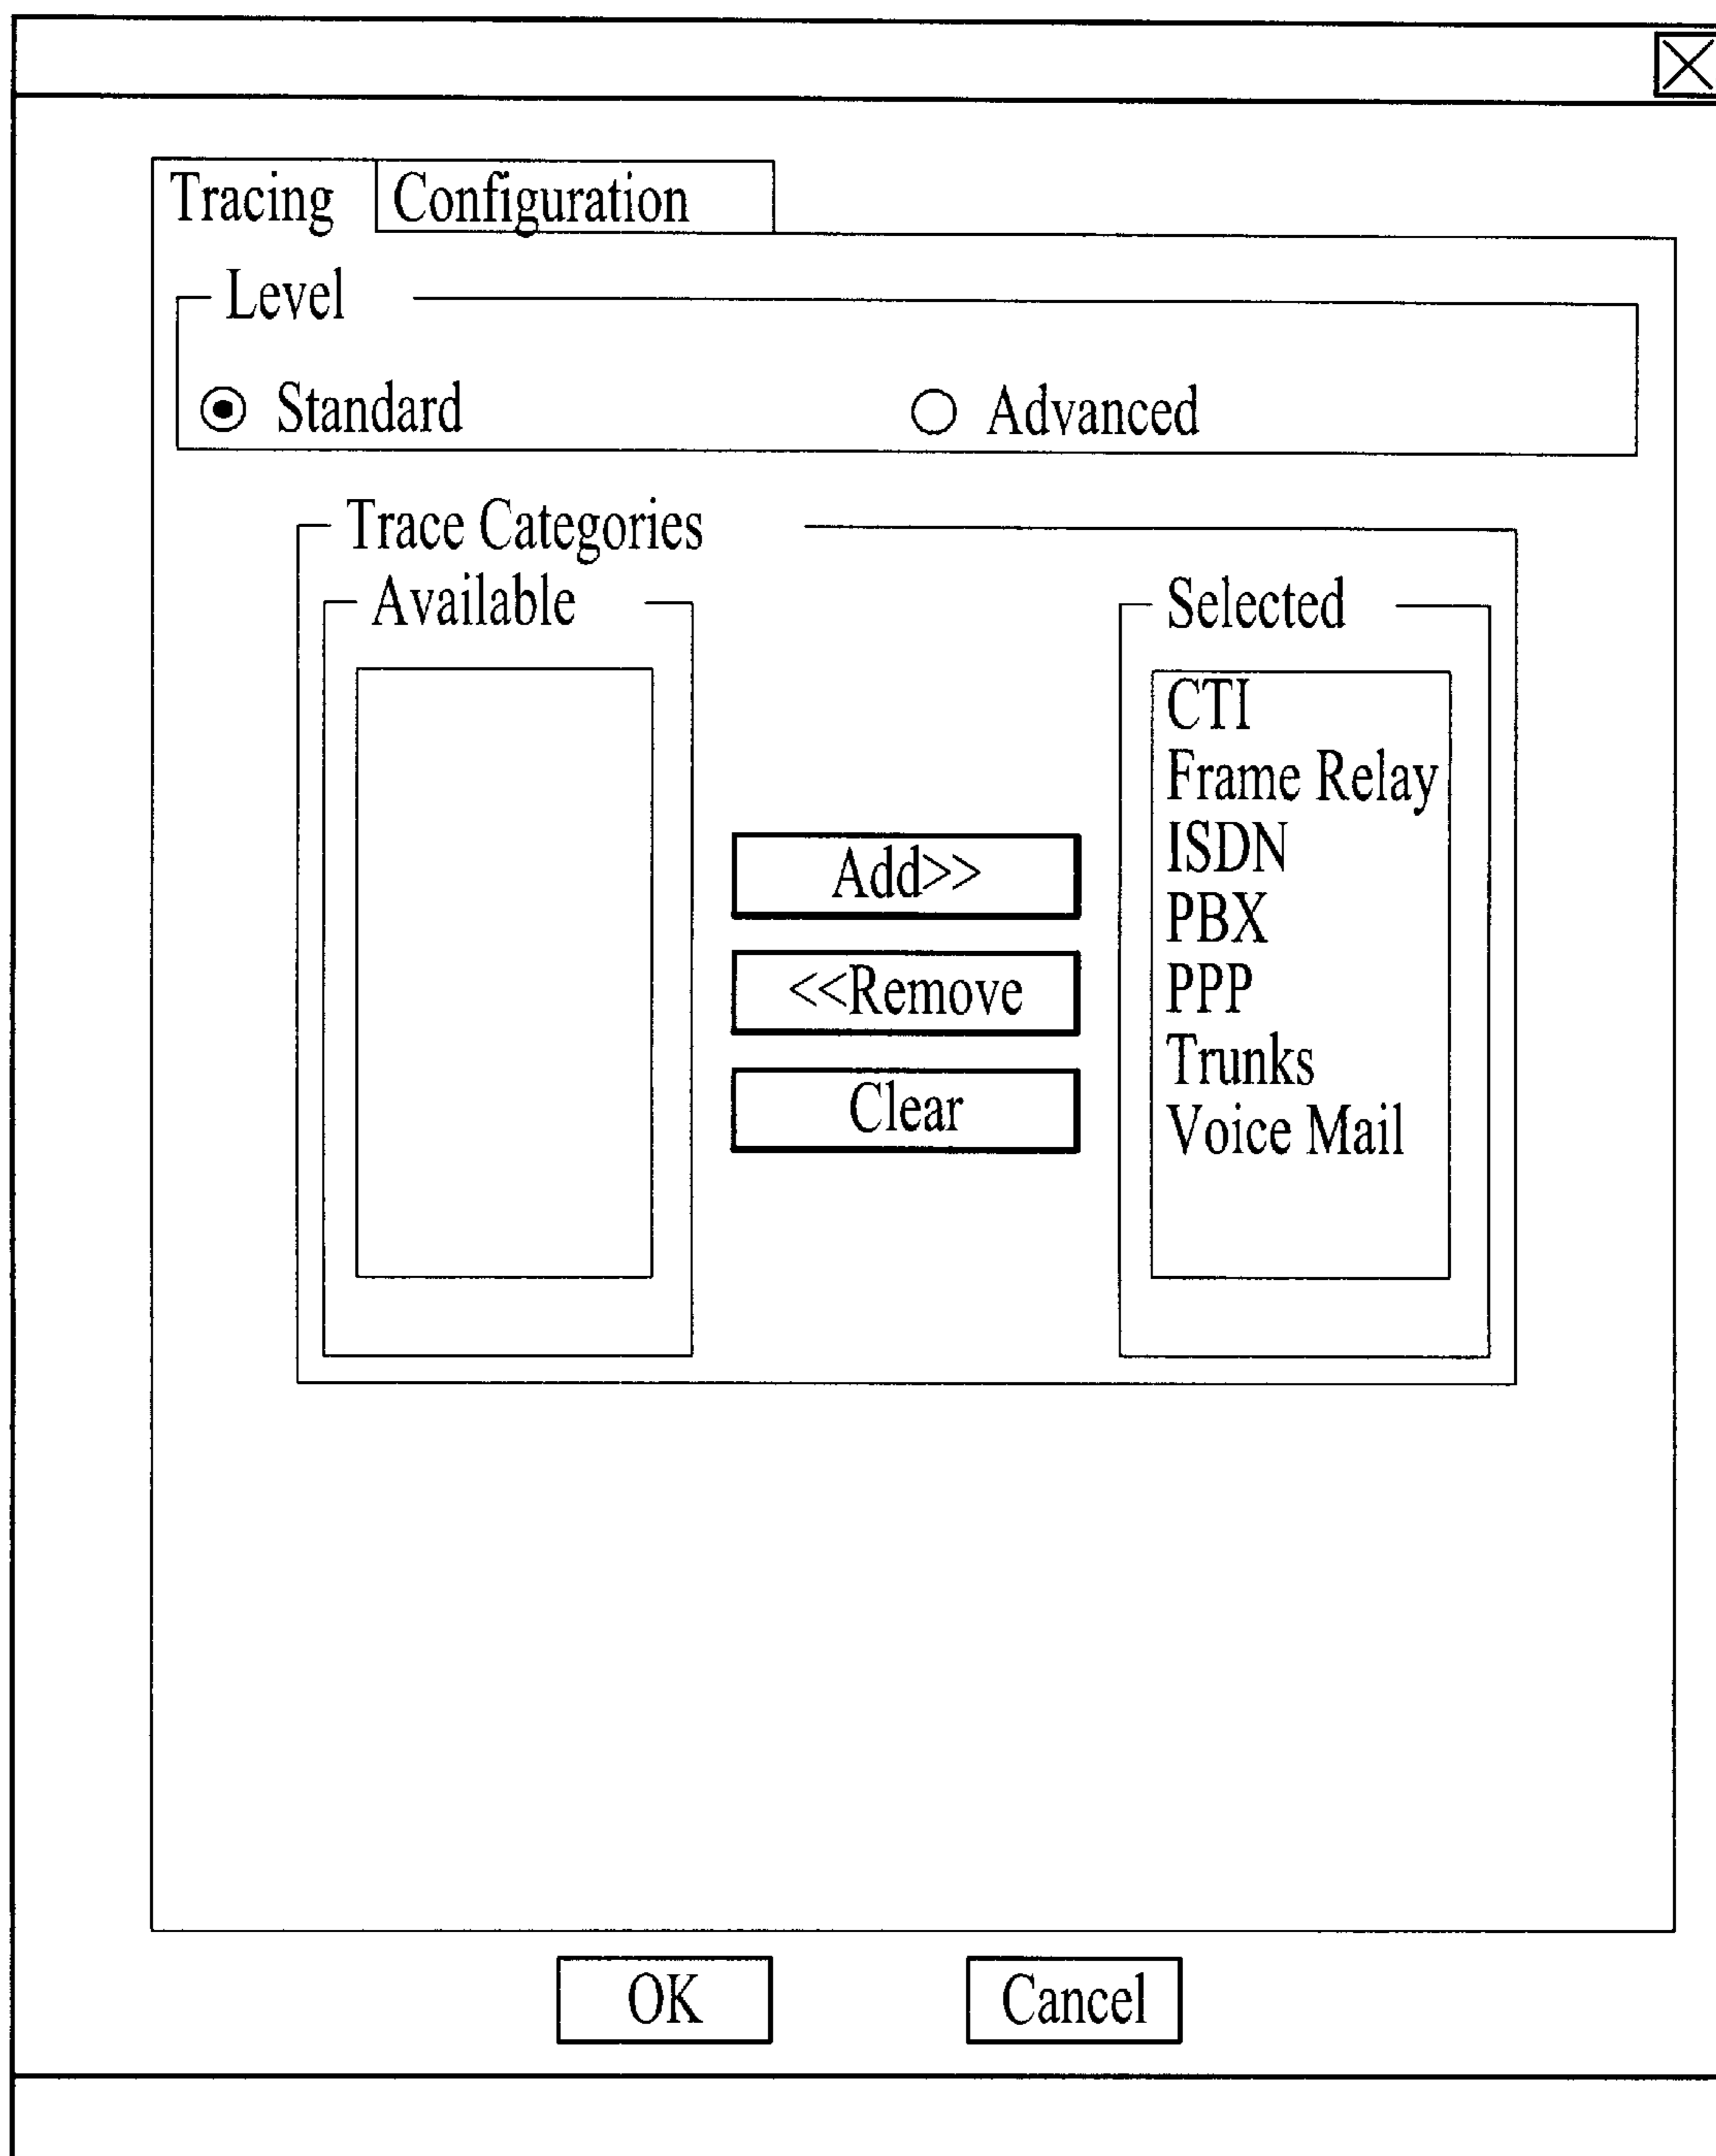 Tracing Configuration
Level
Standard Advanced
Trace Categories
Available
Selected
CTI
Frame Relay
ISDN
PBX
PPP
Trunks
Voice Mail
Add>>
<<Remove
Clear
OK Cancel